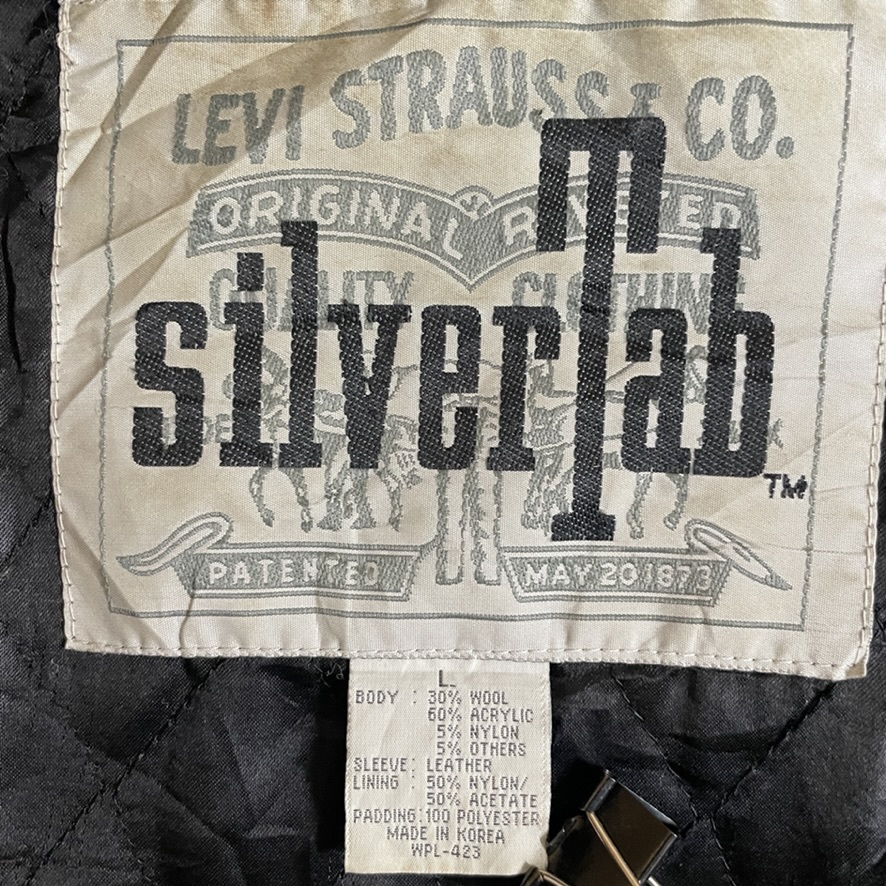 LEVI STRAUSS & CO.
ORIGINAL RIVETED
QUALITY CLOTHING
silverTab
TM
PATENTED MAY 20 1873
L
BODY : 30% WOOL
60% ACRYLIC
5% NYLON
5% OTHERS
SLEEVE: LEATHER
LINING : 50% NYLON/
50% ACETATE
PADDING:100 POLYESTER
MADE IN KOREA
WPL-423